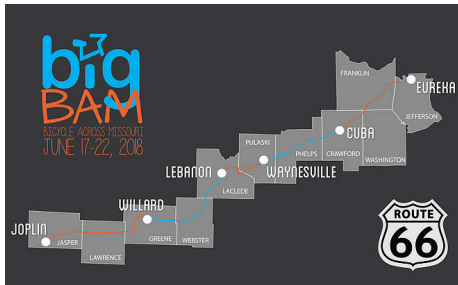 big
BAM
BICYCLE ACROSS MISSOURI
JUNE 17-22, 2018
FRANKLIN
EUREKA
JEFFERSON
CUBA
PULASKI
PHELPS
CRAWFORD
WASHINGTON
LEBANON
WAYNESVILLE
LACLEDE
WILLARD
JOPLIN
JASPER
LAWRENCE
GREENE
WEBSTER
ROUTE
66